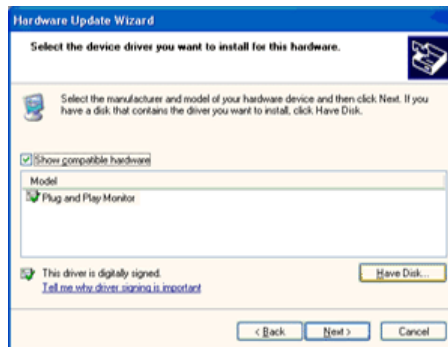 Hardware Update Wizard
Select the device driver you want to install for this hardware.
Select the manufacturer and model of your hardware device and then click Next. If you
have a disk that contains the driver you want to install, click Have Disk.
Show compatible hardware
Model
Plug and Play Monitor
This driver is digitally signed.
Tell me why driver signing is important
Have Disk...
< Back
Next >
Cancel